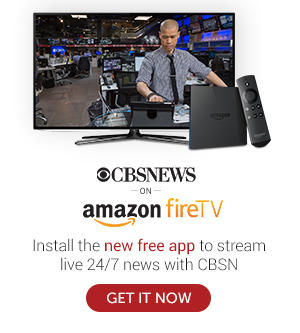 amazon
CBSNEWS
ON
amazon fireTV
Install the new free app to stream
live 24/7 news with CBSN
GET IT NOW